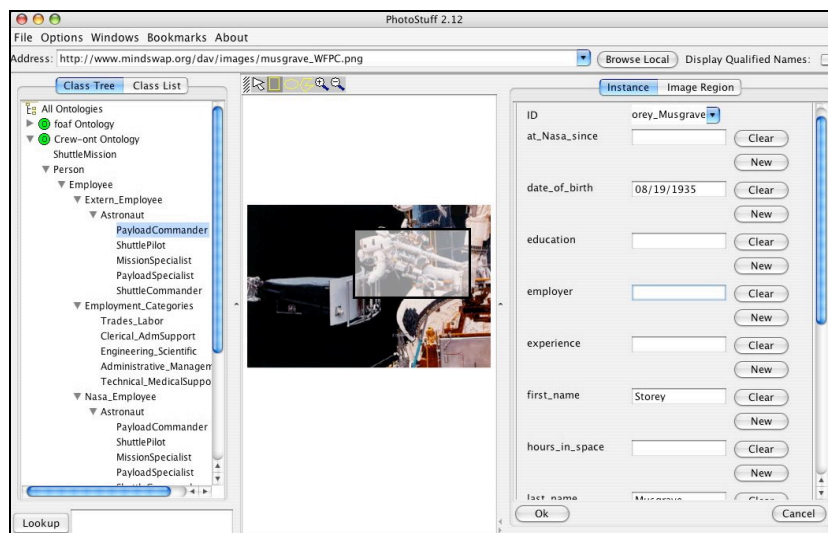 PhotoStuff 2.12
File Options Windows Bookmarks About
Address: http://www.mindswap.org/dav/images/musgrave_WFPC.png Browse Local Display Qualified Names:
Class Tree Class List
All Ontologies
foaf Ontology
Crew-ont Ontology
ShuttleMission
Person
Employee
Extern_Employee
Astronaut
PayloadCommander
ShuttlePilot
MissionSpecialist
PayloadSpecialist
ShuttleCommander
Employment_Categories
Trades_Labor
Clerical_AdmSupport
Engineering_Scientific
Administrative_Managem
Technical_MedicalSuppo
Nasa_Employee
Astronaut
PayloadCommander
ShuttlePilot
MissionSpecialist
PayloadSpecialist
Lookup
Instance Image Region
ID orey_Musgrave
at_Nasa_since Clear
New
date_of_birth 08/19/1935 Clear
New
education Clear
New
employer Clear
New
experience Clear
New
first_name Storey Clear
New
hours_in_space Clear
New
last_name Musgrave Clear
Ok Cancel